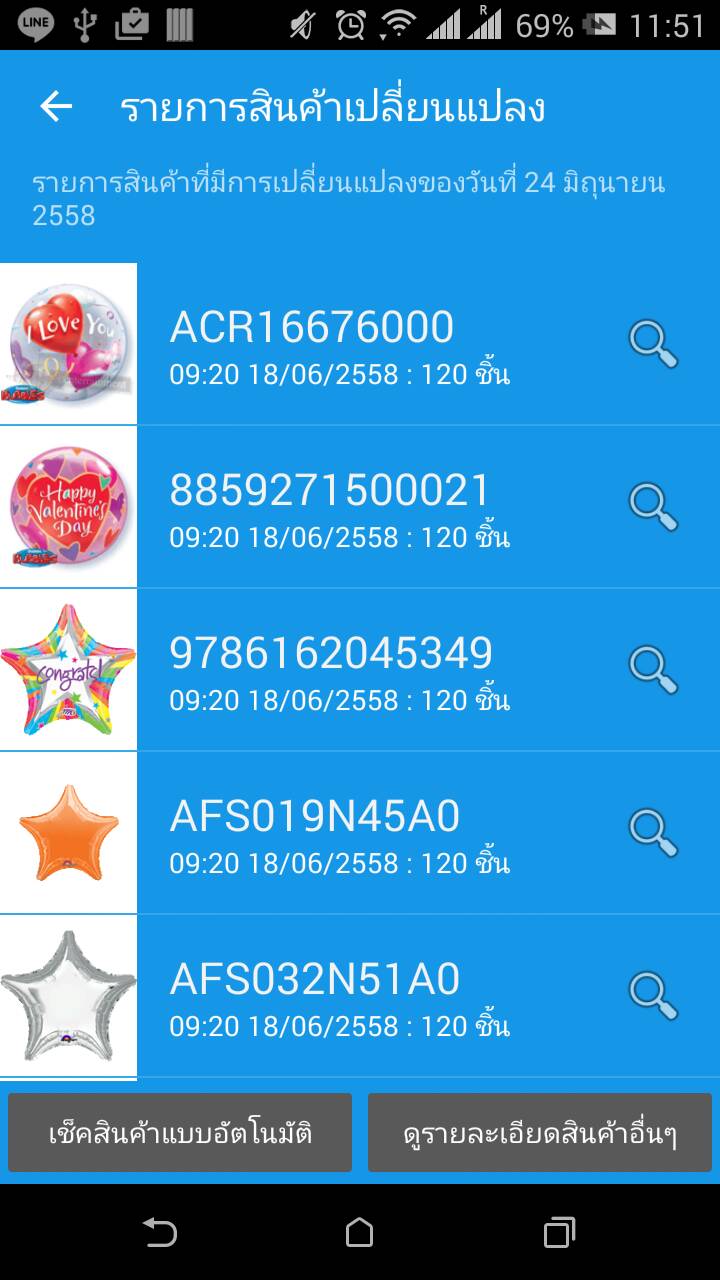 LINE
R
69%
11:51
รายการสินค้าเปลี่ยนแปลง
รายการสินค้าที่มีการเปลี่ยนแปลงของวันที่ 24 มิถุนายน
2558
I Love You
BUBBLES
ACR16676000
09:20 18/06/2558 : 120 ชิ้น
Happy
Valentine's
Day
BUBBLES
8859271500021
09:20 18/06/2558 : 120 ชิ้น
congrats!
9786162045349
09:20 18/06/2558 : 120 ชิ้น
AFS019N45A0
09:20 18/06/2558 : 120 ชิ้น
AFS032N51A0
09:20 18/06/2558 : 120 ชิ้น
เช็คสินค้าแบบอัตโนมัติ
ดูรายละเอียดสินค้าอื่นๆ